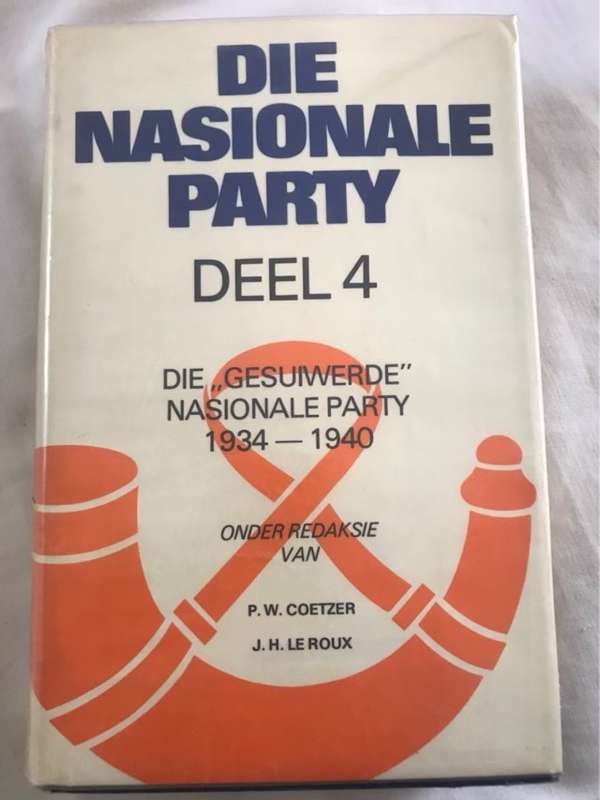 DIE
NASIONALE
PARTY
DEEL 4
DIE „GESUIWERDE”
NASIONALE PARTY
1934 — 1940
ONDER REDAKSIE
VAN
P. W. COETZER
J. H. LE ROUX